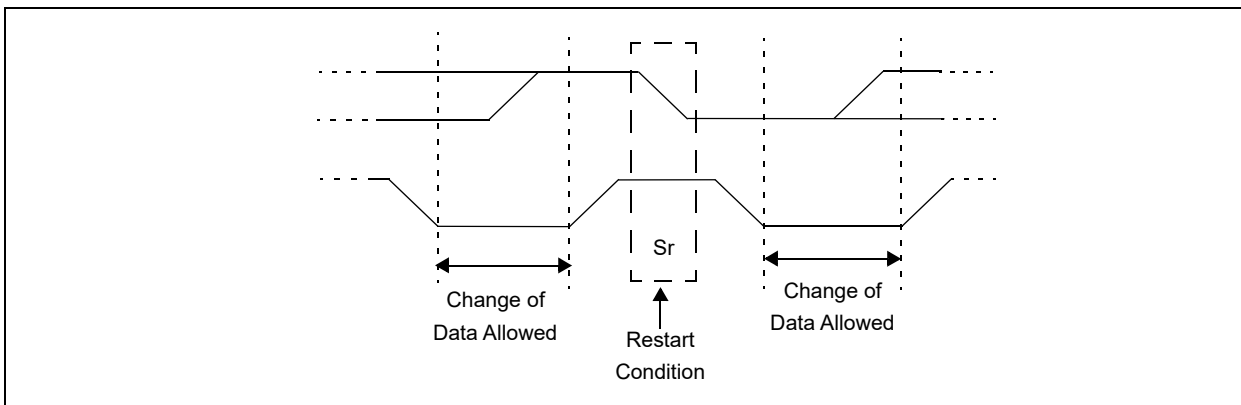 Sr
Change of
Data Allowed
Restart
Condition
Change of
Data Allowed